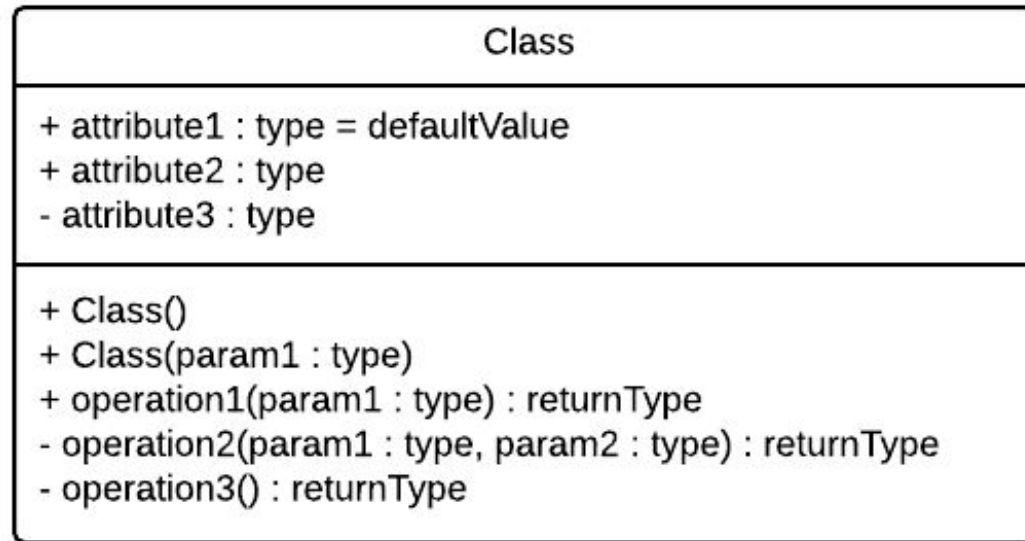 Class
+ attribute1 : type = defaultValue
+ attribute2 : type
- attribute3 : type
+ Class()
+ Class(param1 : type)
+ operation1(param1 : type) : returnType
- operation2(param1 : type, param2 : type) : returnType
- operation3() : returnType